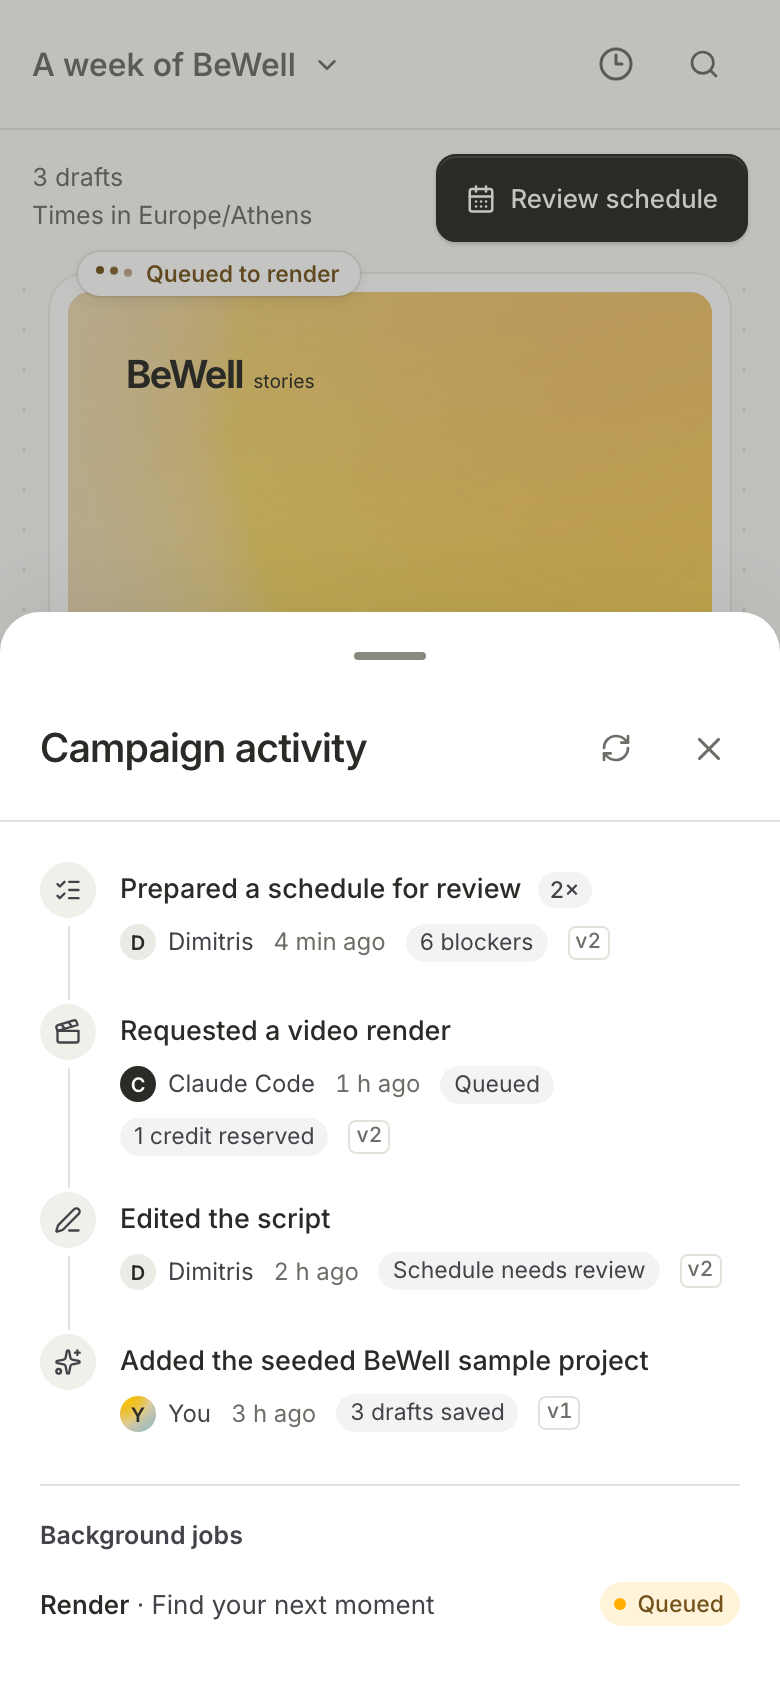 A week of BeWell
3 drafts
Times in Europe/Athens
Review schedule
Queued to render
BeWell stories
Campaign activity
Prepared a schedule for review 2×
D Dimitris 4 min ago 6 blockers v2
Requested a video render
C Claude Code 1 h ago Queued
1 credit reserved v2
Edited the script
D Dimitris 2 h ago Schedule needs review v2
Added the seeded BeWell sample project
Y You 3 h ago 3 drafts saved v1
Background jobs
Render · Find your next moment Queued